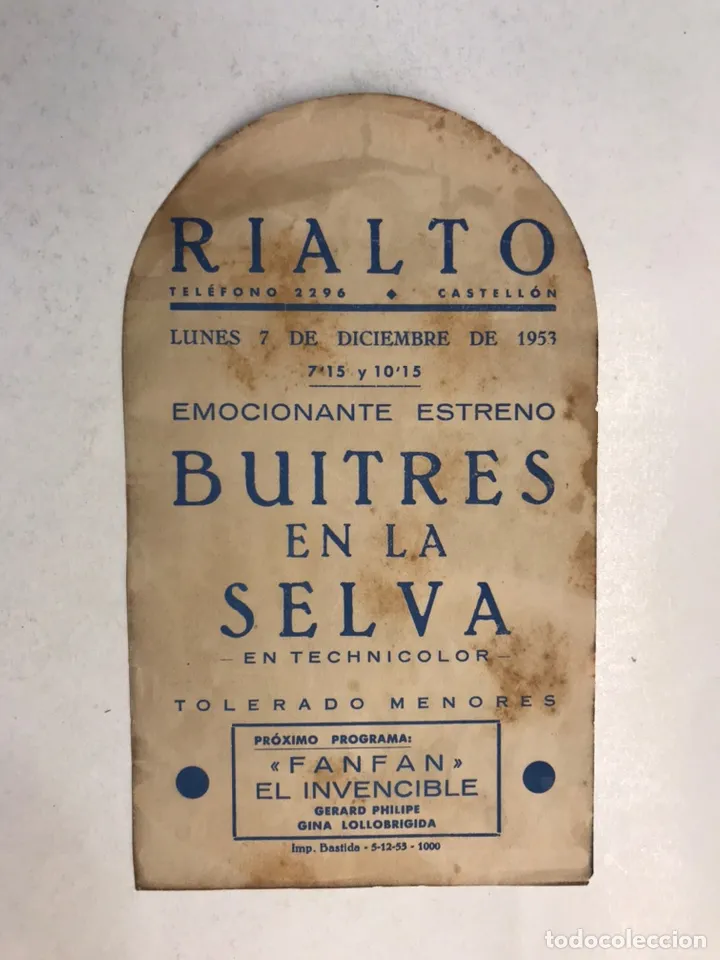 RIALTO
TELÉFONO 2296 ◆ CASTELLÓN
LUNES 7 DE DICIEMBRE DE 1953
7'15 y 10'15
EMOCIONANTE ESTRENO
BUITRES
EN LA
SELVA
- EN TECHNICOLOR -
TOLERADO MENORES
PRÓXIMO PROGRAMA:
«FANFAN»
EL INVENCIBLE
GERARD PHILIPE
GINA LOLLOBRIGIDA
Imp. Bastida - 5-12-53 - 1000
todocoleccion